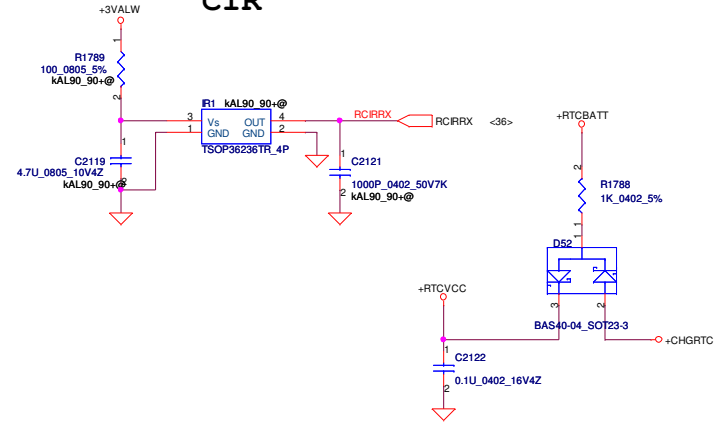 CIR
+3VALW
1
R1789
100_0805_5%
kAL90_90+@
2
IR1 kAL90_90+@
3 Vs OUT 4
1 GND GND 2
TSOP36236TR_4P
RCIRRX
RCIRRX <36>
1
C2119
4.7U_0805_10V4Z
kAL90_90+@
2
1
C2121
1000P_0402_50V7K
2
kAL90_90+@
+RTCBATT
2
R1788
1K_0402_5%
1
1
D52
3 2
BAS40-04_SOT23-3
+RTCVCC
+CHGRTC
1
C2122
0.1U_0402_16V4Z
2